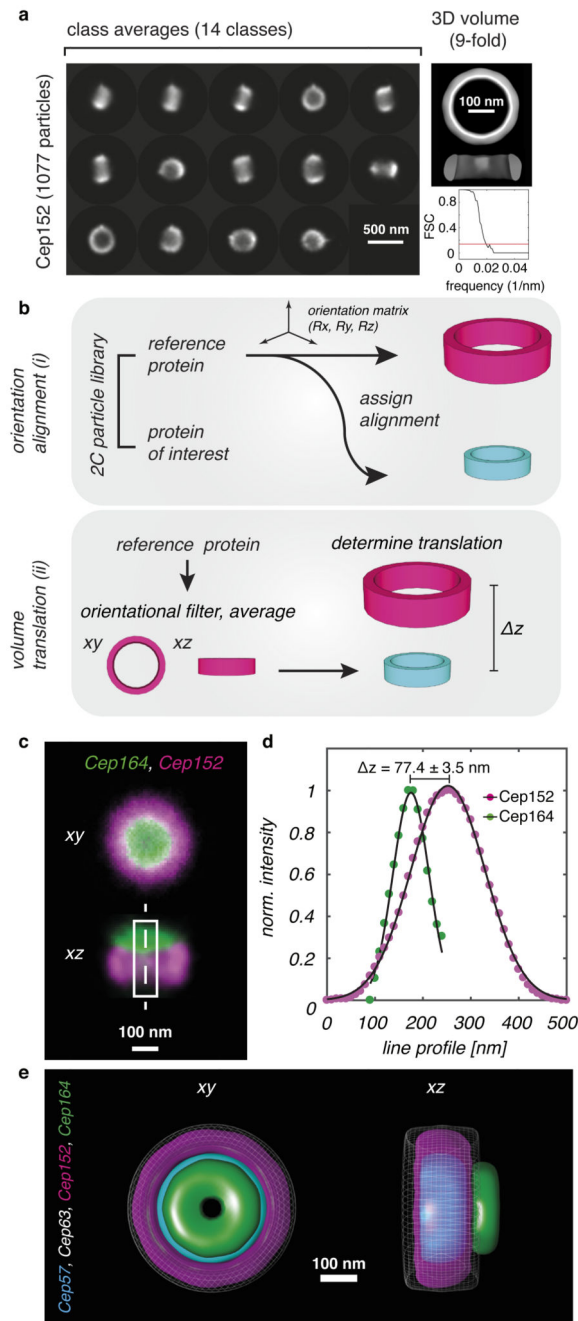 a
class averages (14 classes)
3D volume
(9-fold)
Cep152 (1077 particles)
500 nm
100 nm
FSC
1
0.4
0
0
0.02
0.04
frequency (1/nm)
b
orientation
alignment (i)
2C particle library
reference
protein
protein
of interest
orientation matrix
(Rx, Ry, Rz)
assign
alignment
volume
translation (ii)
reference protein
orientational filter, average
xy
xz
determine translation
Δz
c
Cep164, Cep152
xy
xz
100 nm
d
Δz = 77.4 ± 3.5 nm
Cep152
Cep164
norm. intensity
1
0.8
0.6
0.4
0.2
0
0
100
200
300
400
500
line profile [nm]
e
xy
xz
Cep57, Cep63, Cep152, Cep164
100 nm